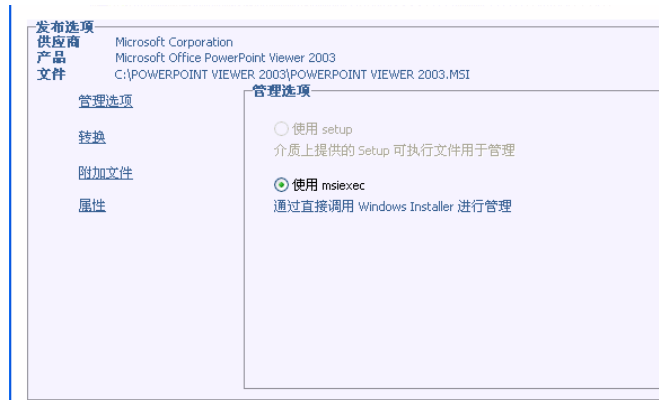 发布选项
供应商 Microsoft Corporation
产品 Microsoft Office PowerPoint Viewer 2003
文件 C:\POWERPOINT VIEWER 2003\POWERPOINT VIEWER 2003.MSI
管理选项
转换
附加文件
属性
管理选项
使用 setup
介质上提供的 Setup 可执行文件用于管理
使用 msiexec
通过直接调用 Windows Installer 进行管理